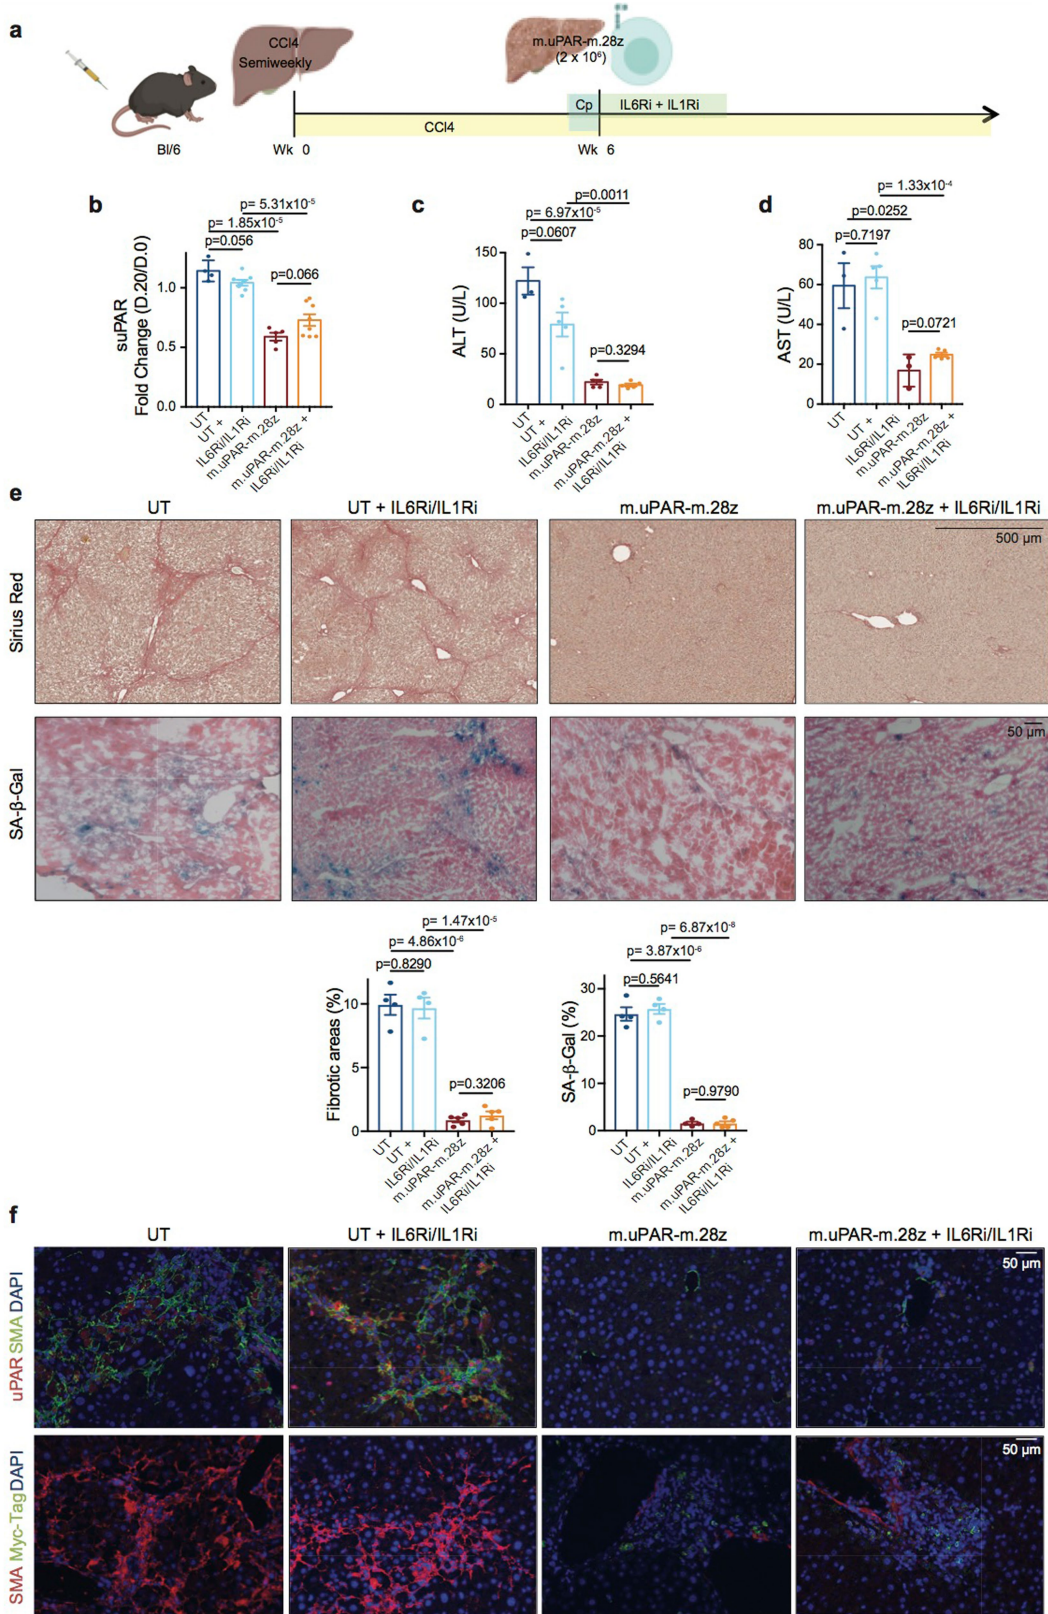 a
CCl4
Semiweekly
m.uPAR-m.28z
(2 x 10⁶)
Cp
IL6Ri + IL1Ri
CCl4
Bl/6
Wk 0
Wk 6
b
p= 5.31x10⁻⁵
p= 1.85x10⁻⁵
p=0.056
p=0.066
suPAR
Fold Change (D.20/D.0)
1.0
0.5
0.0
UT
UT +
IL6Ri/IL1Ri
m.uPAR-m.28z
m.uPAR-m.28z +
IL6Ri/IL1Ri
c
p=0.0011
p= 6.97x10⁻⁵
p=0.0607
p=0.3294
ALT (U/L)
150
100
50
0
UT
UT +
IL6Ri/IL1Ri
m.uPAR-m.28z
m.uPAR-m.28z +
IL6Ri/IL1Ri
d
p= 1.33x10⁻⁴
p=0.0252
p=0.7197
p=0.0721
AST (U/L)
80
60
40
20
0
UT
UT +
IL6Ri/IL1Ri
m.uPAR-m.28z
m.uPAR-m.28z +
IL6Ri/IL1Ri
e
UT
UT + IL6Ri/IL1Ri
m.uPAR-m.28z
m.uPAR-m.28z + IL6Ri/IL1Ri
Sirius Red
500 µm
SA-β-Gal
50 µm
p= 1.47x10⁻⁵
p= 4.86x10⁻⁶
p=0.8290
p=0.3206
Fibrotic areas (%)
10
5
0
UT
UT +
IL6Ri/IL1Ri
m.uPAR-m.28z
m.uPAR-m.28z +
IL6Ri/IL1Ri
p= 6.87x10⁻⁸
p= 3.87x10⁻⁶
p=0.5641
p=0.9790
SA-β-Gal (%)
30
20
10
0
UT
UT +
IL6Ri/IL1Ri
m.uPAR-m.28z
m.uPAR-m.28z +
IL6Ri/IL1Ri
f
UT
UT + IL6Ri/IL1Ri
m.uPAR-m.28z
m.uPAR-m.28z + IL6Ri/IL1Ri
uPAR SMA DAPI
50 µm
SMA Myc-Tag DAPI
50 µm